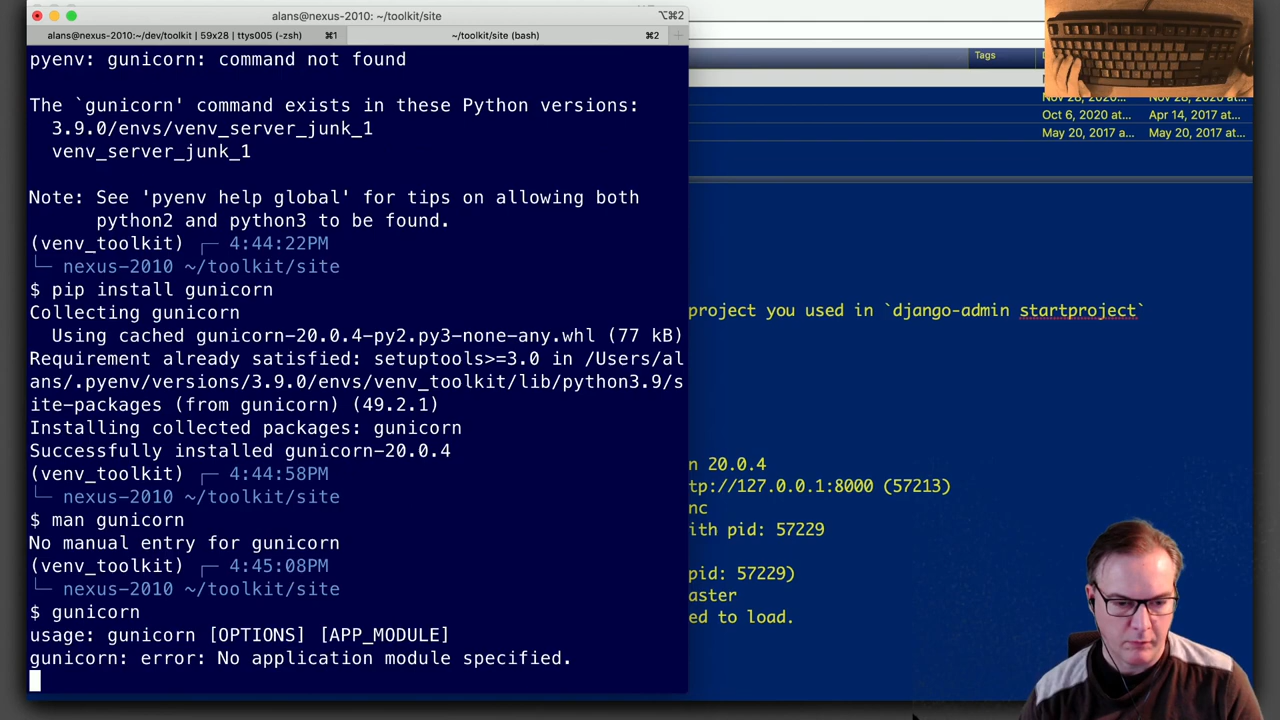 alans@nexus-2010: ~/toolkit/site
⌥⌘2
alans@nexus-2010:~/dev/toolkit | 59x28 | ttys005 (-zsh)
⌘1
~/toolkit/site (bash)
⌘2
pyenv: gunicorn: command not found
The `gunicorn' command exists in these Python versions:
3.9.0/envs/venv_server_junk_1
venv_server_junk_1
Note: See 'pyenv help global' for tips on allowing both
python2 and python3 to be found.
(venv_toolkit) ┌─ 4:44:22PM
└─ nexus-2010 ~/toolkit/site
$ pip install gunicorn
Collecting gunicorn
Using cached gunicorn-20.0.4-py2.py3-none-any.whl (77 kB)
Requirement already satisfied: setuptools>=3.0 in /Users/al
ans/.pyenv/versions/3.9.0/envs/venv_toolkit/lib/python3.9/s
ite-packages (from gunicorn) (49.2.1)
Installing collected packages: gunicorn
Successfully installed gunicorn-20.0.4
(venv_toolkit) ┌─ 4:44:58PM
└─ nexus-2010 ~/toolkit/site
$ man gunicorn
No manual entry for gunicorn
(venv_toolkit) ┌─ 4:45:08PM
└─ nexus-2010 ~/toolkit/site
$ gunicorn
usage: gunicorn [OPTIONS] [APP_MODULE]
gunicorn: error: No application module specified.
Tags
Nov 28, 2020... Nov 28, 2020 at...
Oct 6, 2020 at... Apr 14, 2017 at...
May 20, 2017 a... May 20, 2017 at...
project you used in `django-admin startproject`
n 20.0.4
tp://127.0.0.1:8000 (57213)
nc
ith pid: 57229
pid: 57229)
aster
ed to load.